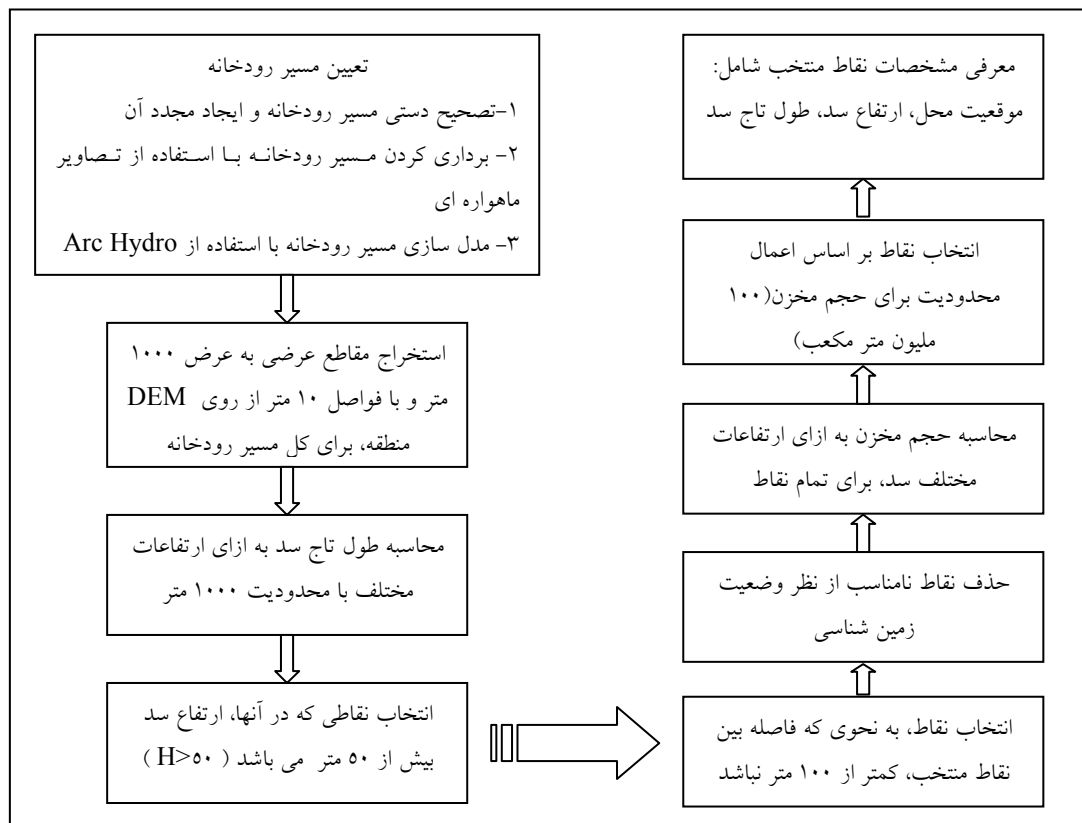 تعیین مسیر رودخانه
۱-تصحیح دستی مسیر رودخانه و ایجاد مجدد آن
۲- برداری کردن مسیر رودخانه با استفاده از تصاویر
ماهواره ای
۳- مدل سازی مسیر رودخانه با استفاده از Arc Hydro
استخراج مقاطع عرضی به عرض ۱۰۰۰
متر و با فواصل ۱۰ متر از روی DEM
منطقه، برای کل مسیر رودخانه
محاسبه طول تاج سد به ازای ارتفاعات
مختلف با محدودیت ۱۰۰۰ متر
انتخاب نقاطی که در آنها، ارتفاع سد
بیش از ۵۰ متر می باشد ( H>۵۰ )
انتخاب نقاط، به نحوی که فاصله بین
نقاط منتخب، کمتر از ۱۰۰ متر نباشد
حذف نقاط نامناسب از نظر وضعیت
زمین شناسی
محاسبه حجم مخزن به ازای ارتفاعات
مختلف سد، برای تمام نقاط
انتخاب نقاط بر اساس اعمال
محدودیت برای حجم مخزن(۱۰۰
ملیون متر مکعب)
معرفی مشخصات نقاط منتخب شامل:
موقعیت محل، ارتفاع سد، طول تاج سد